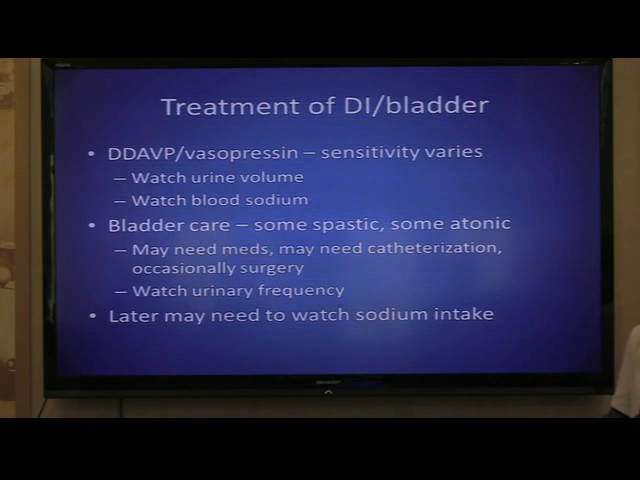 Treatment of DI/bladder
• DDAVP/vasopressin – sensitivity varies
– Watch urine volume
– Watch blood sodium
• Bladder care – some spastic, some atonic
– May need meds, may need catheterization,
occasionally surgery
– Watch urinary frequency
• Later may need to watch sodium intake
SHARP